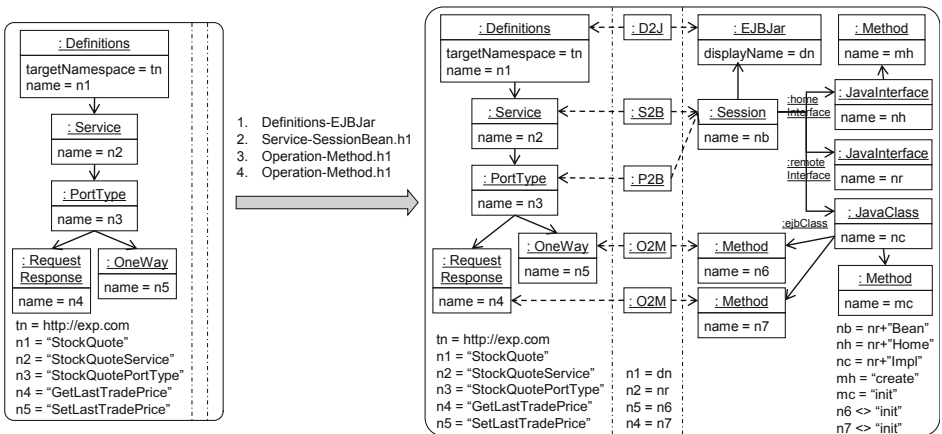 : Definitions
targetNamespace = tn
name = n1
: Service
name = n2
: PortType
name = n3
: Request
Response
name = n4
: OneWay
name = n5
tn = http://exp.com
n1 = “StockQuote”
n2 = “StockQuoteService”
n3 = “StockQuotePortType”
n4 = “GetLastTradePrice”
n5 = “SetLastTradePrice”
1. Definitions-EJBJar
2. Service-SessionBean.h1
3. Operation-Method.h1
4. Operation-Method.h1
: Definitions
targetNamespace = tn
name = n1
: D2J
: EJBJar
displayName = dn
: Method
name = mh
: Service
name = n2
: S2B
: Session
name = nb
:home
Interface
: JavaInterface
name = nh
: PortType
name = n3
: P2B
:remote
Interface
: JavaInterface
name = nr
:ejbClass
: JavaClass
name = nc
: Request
Response
name = n4
: OneWay
name = n5
: O2M
: Method
name = n6
: O2M
: Method
name = n7
: Method
name = mc
tn = http://exp.com
n1 = “StockQuote”
n2 = “StockQuoteService”
n3 = “StockQuotePortType”
n4 = “GetLastTradePrice”
n5 = “SetLastTradePrice”
n1 = dn
n2 = nr
n5 = n6
n4 = n7
nb = nr+”Bean”
nh = nr+”Home”
nc = nr+”Impl”
mh = “create”
mc = “init”
n6 <> “init”
n7 <> “init”